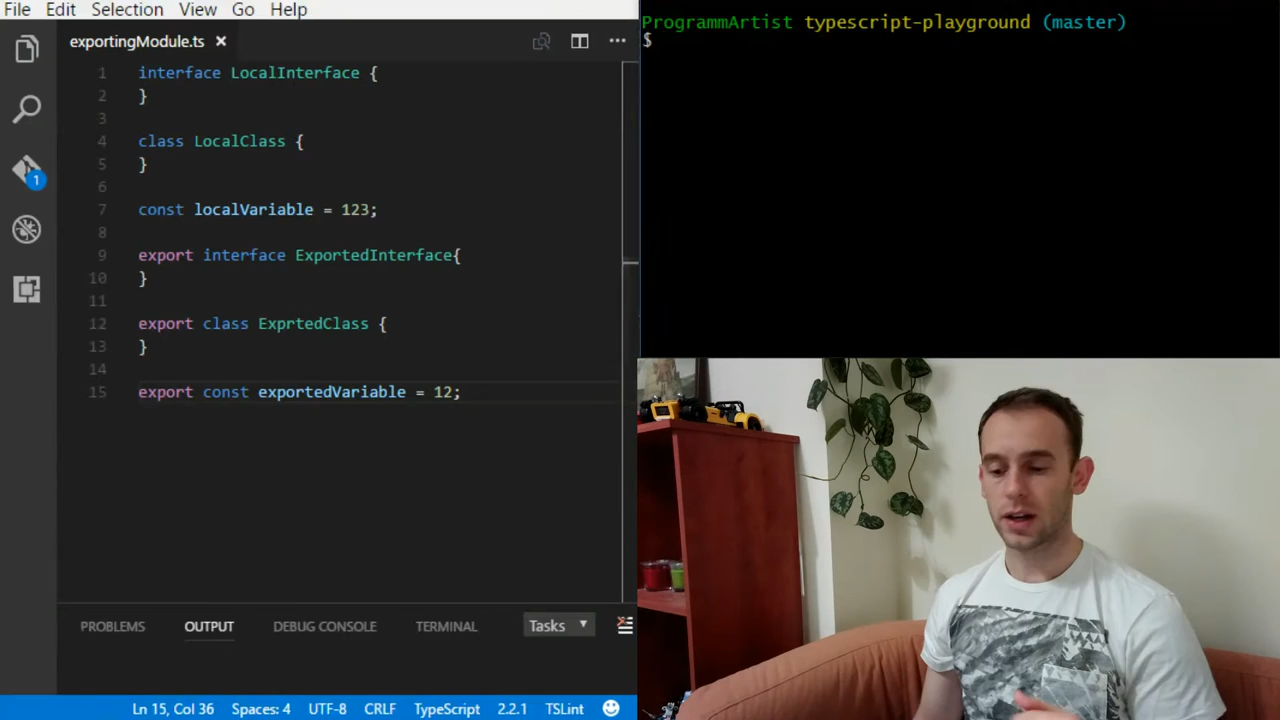 File Edit Selection View Go Help
exportingModule.ts ×
1 interface LocalInterface {
2 }
3
4 class LocalClass {
5 }
6
7 const localVariable = 123;
8
9 export interface ExportedInterface{
10 }
11
12 export class ExprtedClass {
13 }
14
15 export const exportedVariable = 12;
1
PROBLEMS OUTPUT DEBUG CONSOLE TERMINAL Tasks
Ln 15, Col 36 Spaces: 4 UTF-8 CRLF TypeScript 2.2.1 TSLint
ProgrammArtist typescript-playground (master)
$